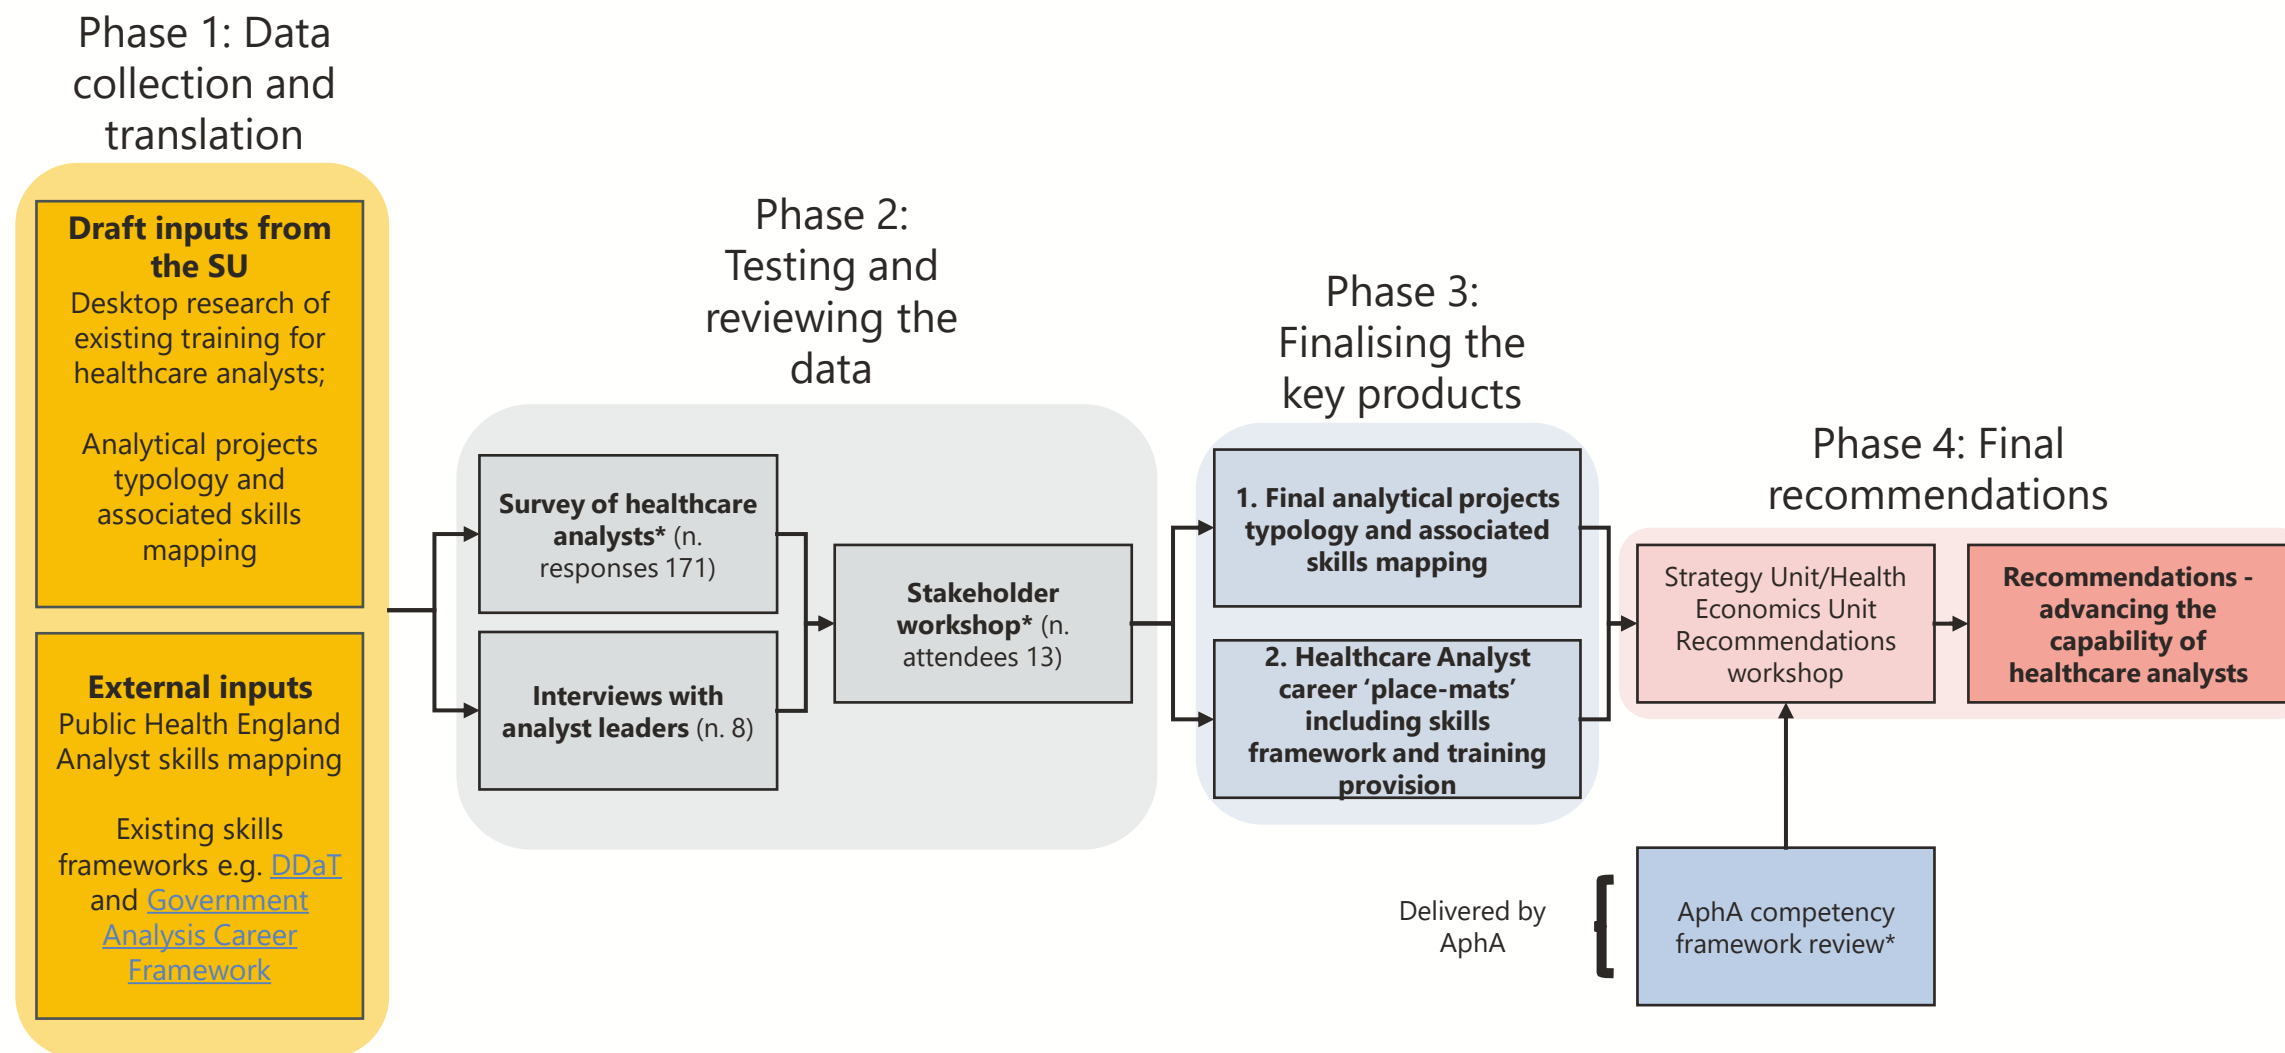 Phase 1: Data
collection and
translation
Draft inputs from
the SU
Desktop research of
existing training for
healthcare analysts;
Analytical projects
typology and
associated skills
mapping
External inputs
Public Health England
Analyst skills mapping
Existing skills
frameworks e.g. DDaT
and Government
Analysis Career
Framework
Phase 2:
Testing and
reviewing the
data
Survey of healthcare
analysts* (n.
responses 171)
Interviews with
analyst leaders (n. 8)
Stakeholder
workshop* (n.
attendees 13)
Phase 3:
Finalising the
key products
1. Final analytical projects
typology and associated
skills mapping
2. Healthcare Analyst
career ‘place-mats’
including skills
framework and training
provision
Phase 4: Final
recommendations
Strategy Unit/Health
Economics Unit
Recommendations
workshop
Recommendations -
advancing the
capability of
healthcare analysts
Delivered by
AphA
AphA competency
framework review*